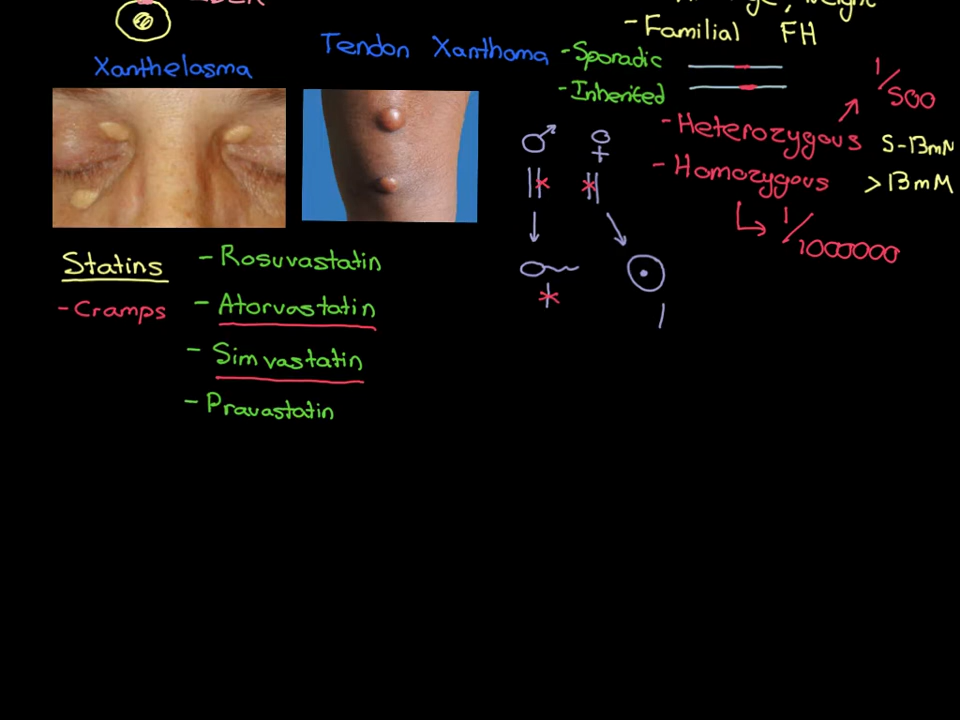 - Familial FH
Tendon Xanthoma
- Sporadic
Xanthelasma
- Inherited
1/500
- Heterozygous
5-13mM
- Homozygous
>13mM
1/1000000
Statins
- Rosuvastatin
- Cramps
- Atorvastatin
- Simvastatin
- Pravastatin